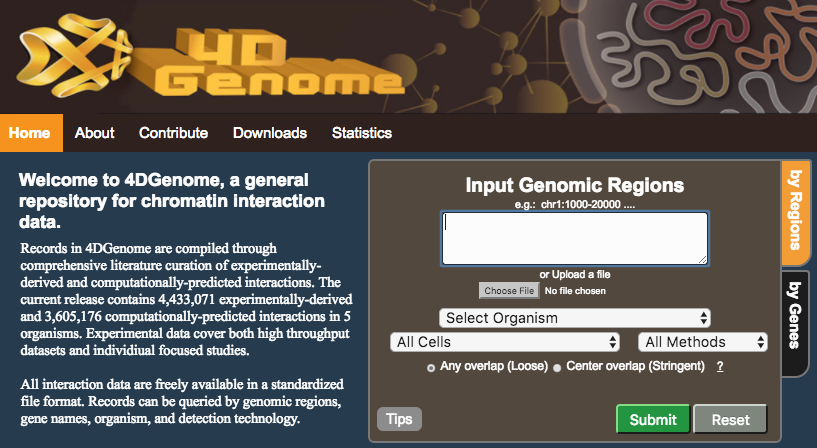 4D
Genome
Home About Contribute Downloads Statistics
Welcome to 4DGenome, a general
repository for chromatin interaction
data.
Records in 4DGenome are compiled through
comprehensive literature curation of experimentally-
derived and computationally-predicted interactions. The
current release contains 4,433,071 experimentally-derived
and 3,605,176 computationally-predicted interactions in 5
organisms. Experimental data cover both high throughput
datasets and individiual focused studies.
All interaction data are freely available in a standardized
file format. Records can be queried by genomic regions,
gene names, organism, and detection technology.
Input Genomic Regions
e.g.: chr1:1000-20000 ....
or Upload a file
Choose File No file chosen
Select Organism
All Cells All Methods
Any overlap (Loose) Center overlap (Stringent) ?
Tips Submit Reset
by Regions
by Genes